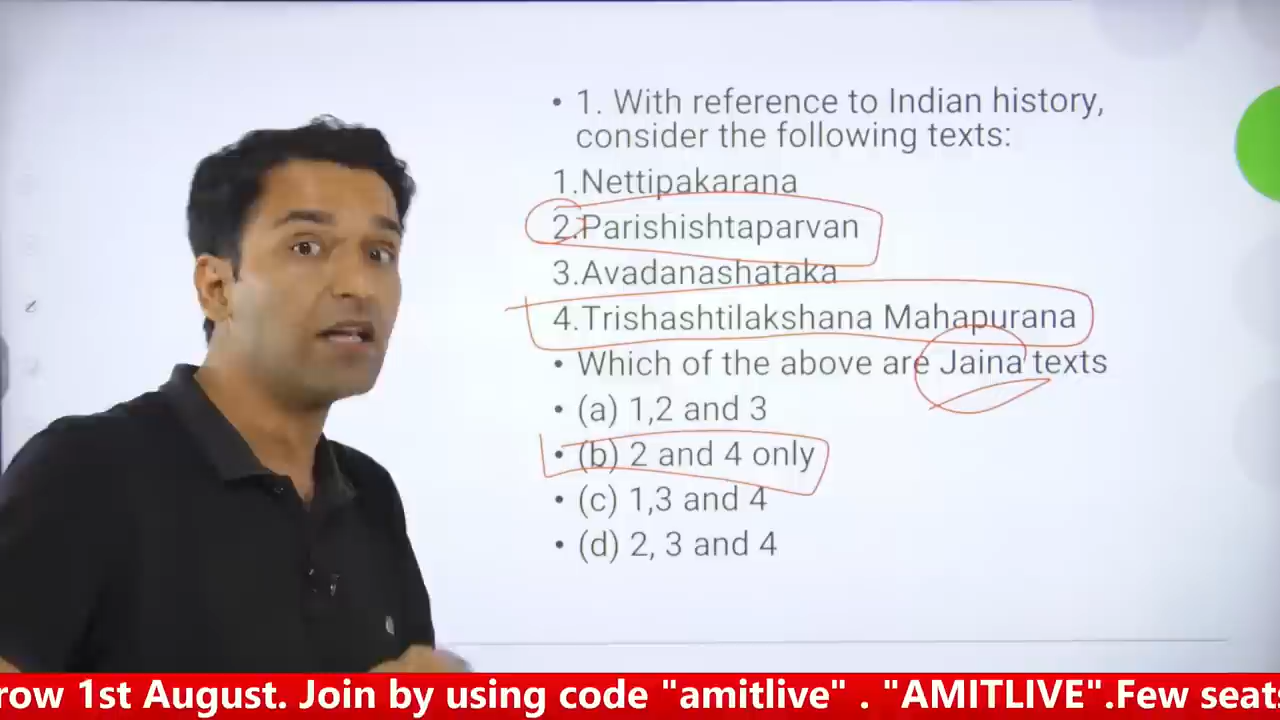 • 1. With reference to Indian history,
consider the following texts:
1.Nettipakarana
2.Parishishtaparvan
3.Avadanashataka
4.Trishashtilakshana Mahapurana
• Which of the above are Jaina texts
• (a) 1,2 and 3
• (b) 2 and 4 only
• (c) 1,3 and 4
• (d) 2, 3 and 4
row 1st August. Join by using code "amitlive" . "AMITLIVE".Few seats